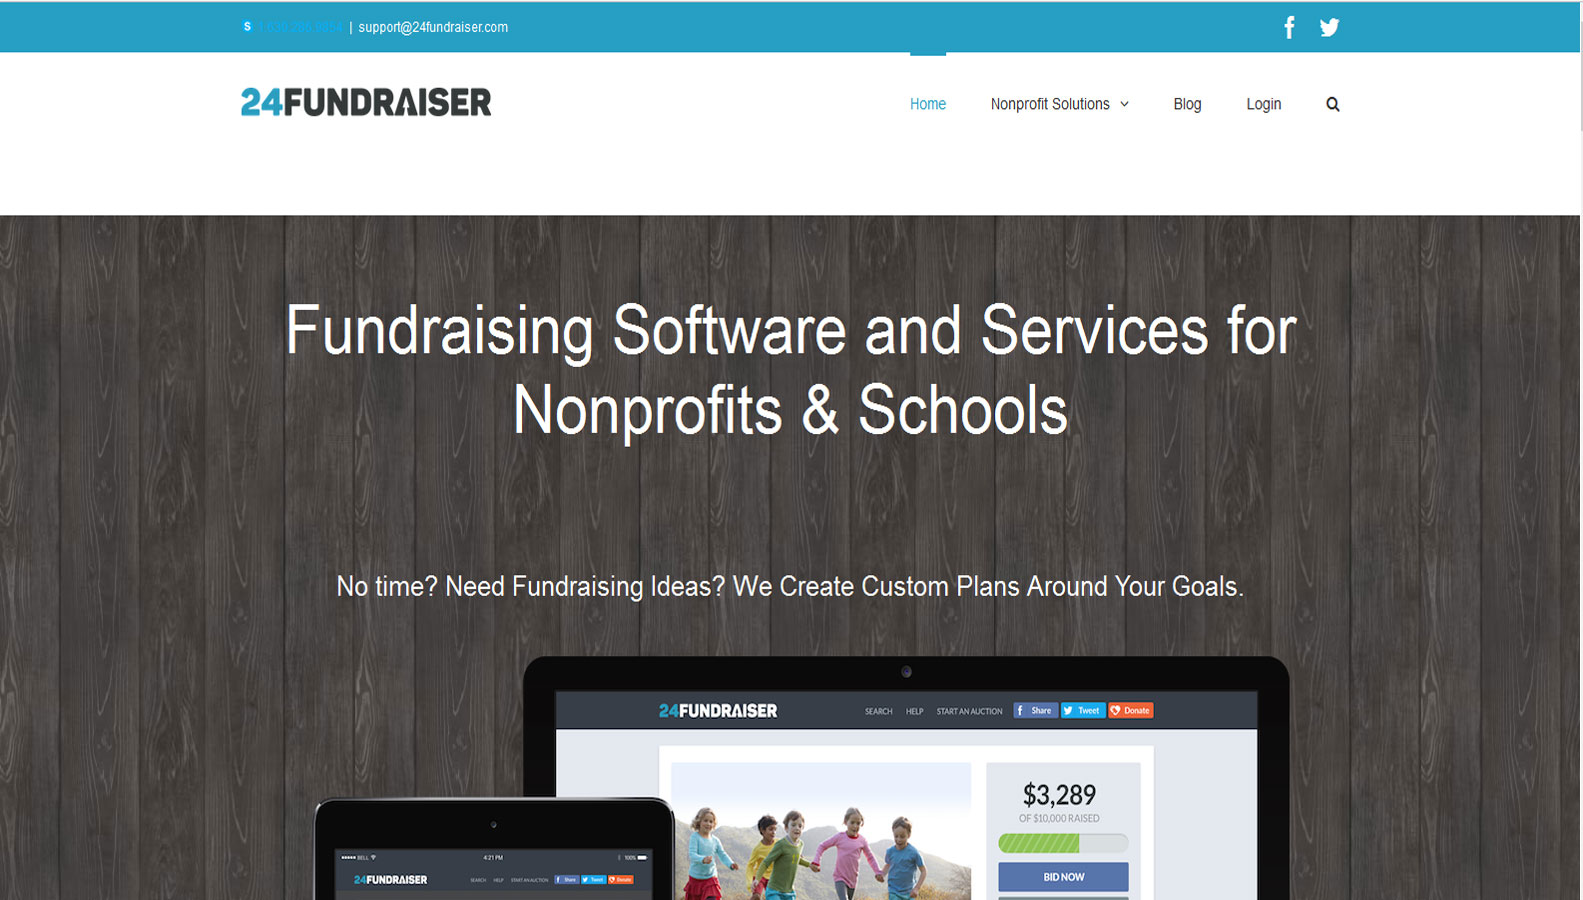 1.630.286.9854 | support@24fundraiser.com
24FUNDRAISER
Home Nonprofit Solutions Blog Login
Fundraising Software and Services for
Nonprofits & Schools
No time? Need Fundraising Ideas? We Create Custom Plans Around Your Goals.
24FUNDRAISER SEARCH HELP START AN AUCTION Share Tweet Donate
$3,289
OF $10,000 RAISED
BID NOW
BELL 4:21 PM 100%
24FUNDRAISER SEARCH HELP START AN AUCTION Share Tweet Donate